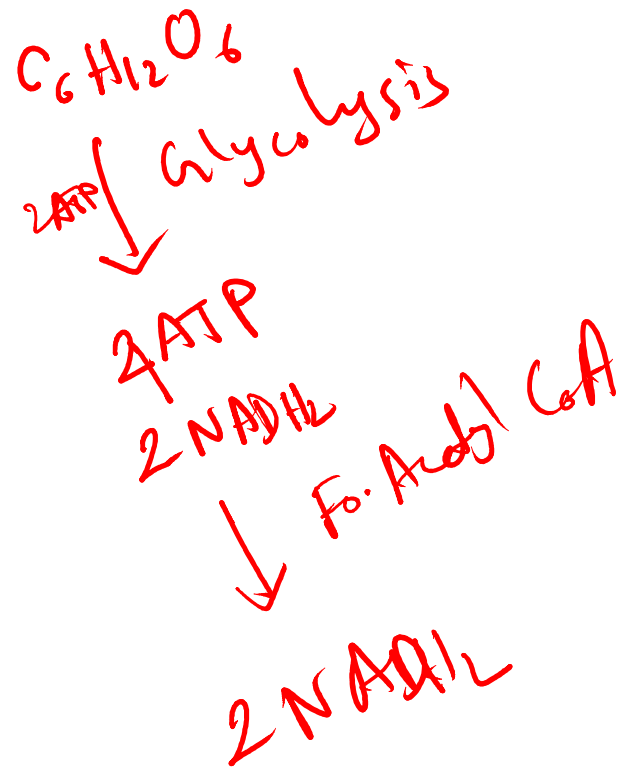 C6H12O6
Glycolysis
2ATP
4ATP
2NADH2
Fo. Acetyl CoA
2NADH2